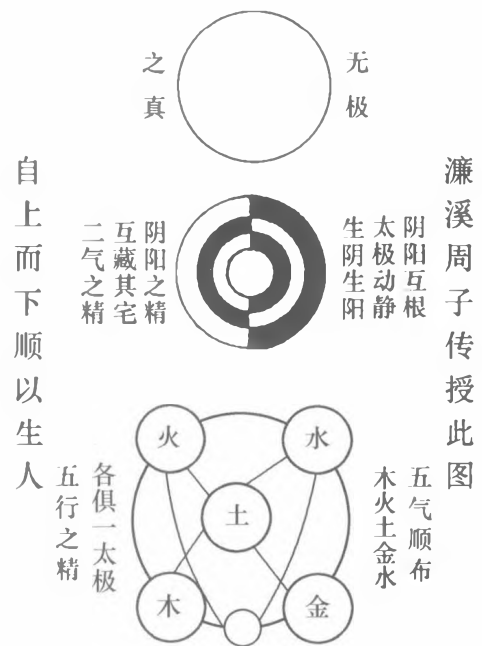 濂溪周子传授此图
无极
之真
阴阳互根
太极动静
生阴生阳
阴阳之精
互藏其宅
二气之精
五气顺布
木火土金水
水
火
土
金
木
各俱一太极
五行之精
自上而下顺以生人